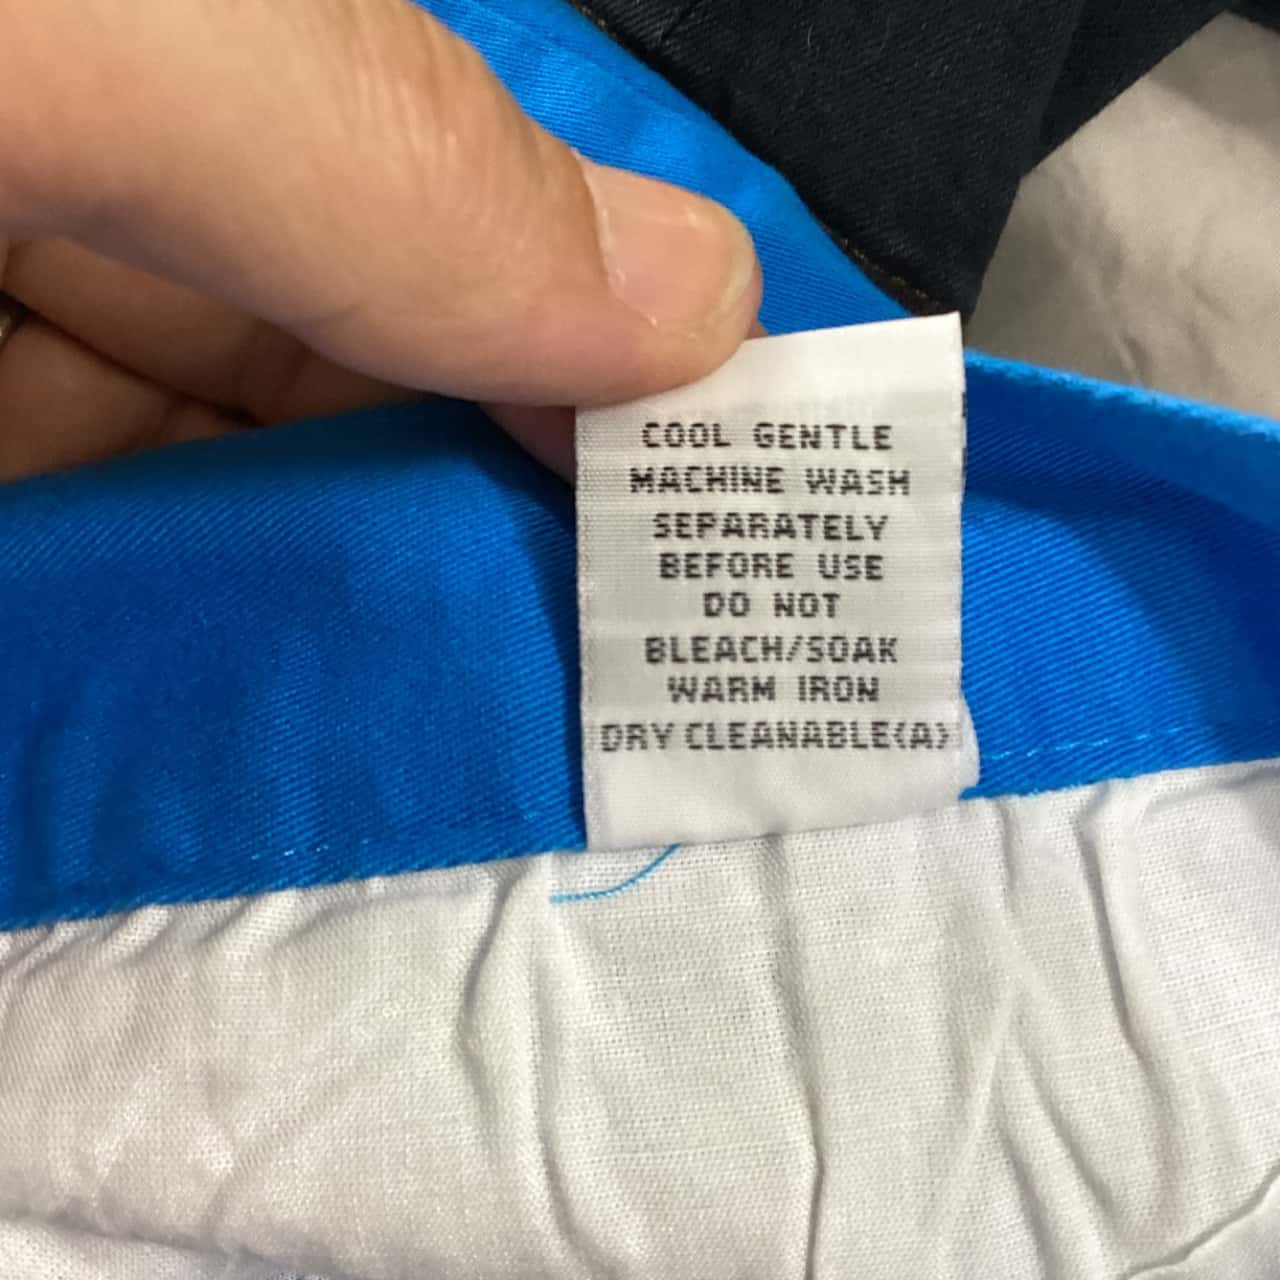 COOL GENTLE
MACHINE WASH
SEPARATELY
BEFORE USE
DO NOT
BLEACH/SOAK
WARM IRON
DRY CLEANABLE(A)